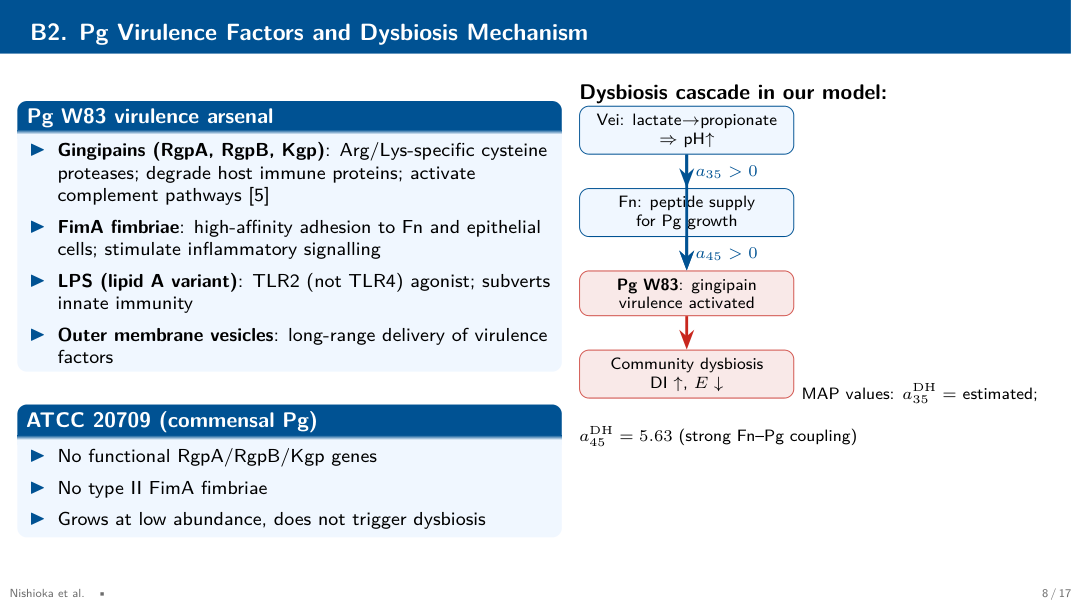 B2. Pg Virulence Factors and Dysbiosis Mechanism
Pg W83 virulence arsenal
▶ Gingipains (RgpA, RgpB, Kgp): Arg/Lys-specific cysteine
proteases; degrade host immune proteins; activate
complement pathways [5]
▶ FimA fimbriae: high-affinity adhesion to Fn and epithelial
cells; stimulate inflammatory signalling
▶ LPS (lipid A variant): TLR2 (not TLR4) agonist; subverts
innate immunity
▶ Outer membrane vesicles: long-range delivery of virulence
factors
ATCC 20709 (commensal Pg)
▶ No functional RgpA/RgpB/Kgp genes
▶ No type II FimA fimbriae
▶ Grows at low abundance, does not trigger dysbiosis
Dysbiosis cascade in our model:
Vei: lactate→propionate
⇒ pH↑
a₃₅ > 0
Fn: peptide supply
for Pg growth
a₄₅ > 0
Pg W83: gingipain
virulence activated
Community dysbiosis
DI ↑, E ↓
MAP values: a₃₅ᴰᴴ = estimated;
a₄₅ᴰᴴ = 5.63 (strong Fn–Pg coupling)
Nishioka et al. ▪
8 / 17